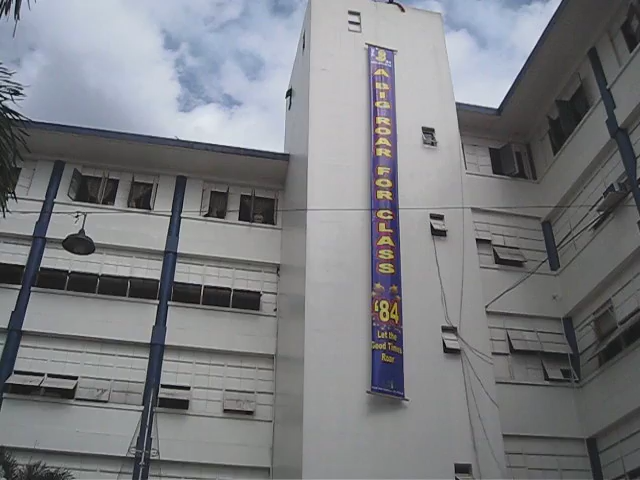 A BIG ROAR FOR CLASS
'84
Let the
Good Times
Roar